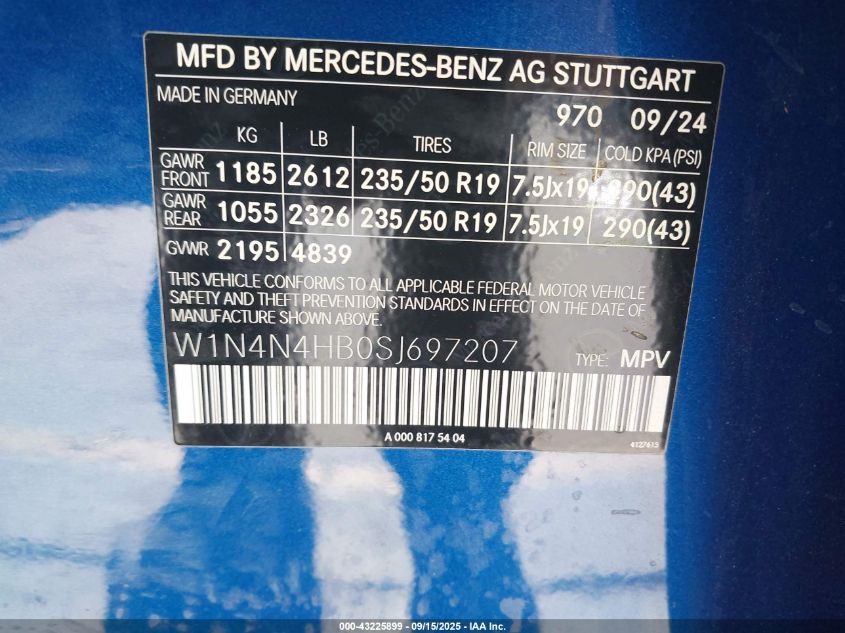 MFD BY MERCEDES-BENZ AG STUTTGART
MADE IN GERMANY 970 09/24
KG LB TIRES RIM SIZE COLD KPA(PSI)
GAWR FRONT 1185 2612 235/50 R19 7.5Jx19 290(43)
GAWR REAR 1055 2326 235/50 R19 7.5Jx19 290(43)
GVWR 2195 4839
THIS VEHICLE CONFORMS TO ALL APPLICABLE FEDERAL MOTOR VEHICLE
SAFETY AND THEFT PREVENTION STANDARDS IN EFFECT ON THE DATE OF
MANUFACTURE SHOWN ABOVE.
W1N4N4HB0SJ697207 TYPE: MPV
A 000 817 54 04 4127615
000-43225899 - 09/15/2025 - IAA Inc.